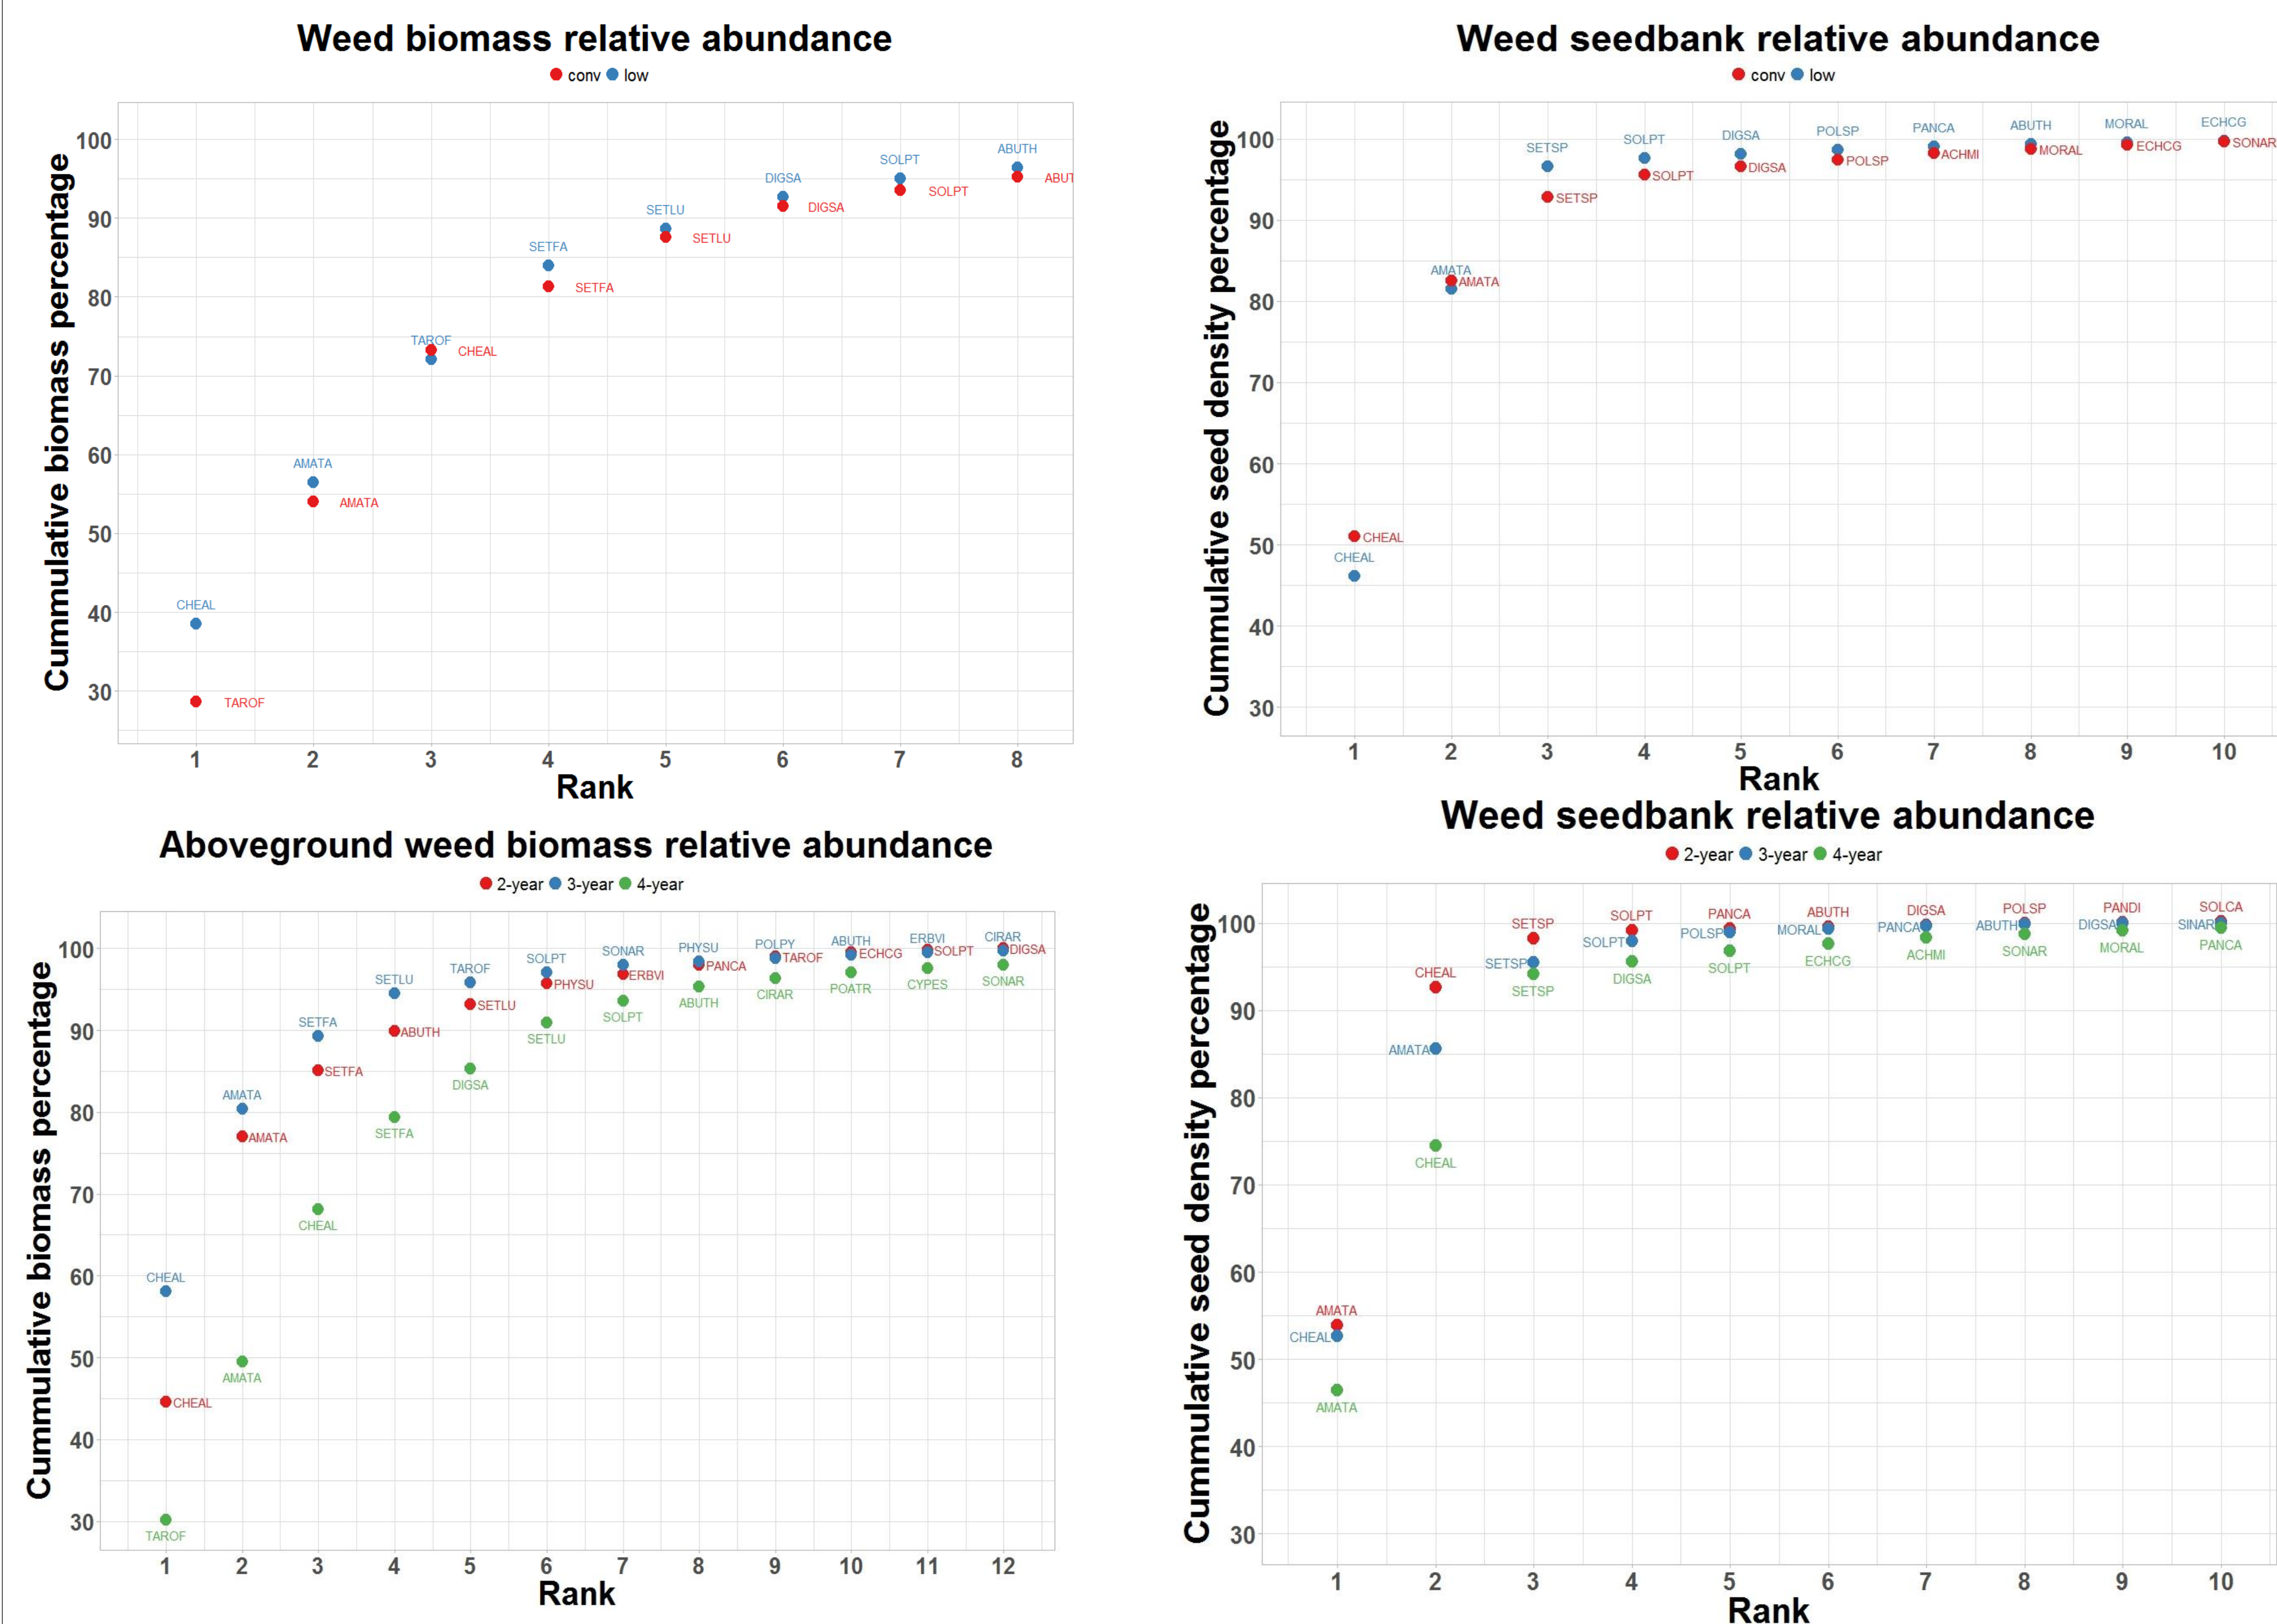 Weed biomass relative abundance
conv low
Cummulative biomass percentage
100
90
80
70
60
50
40
30
CHEAL
TAROF
AMATA
AMATA
TAROF
CHEAL
SETFA
SETFA
SETLU
SETLU
DIGSA
DIGSA
SOLPT
SOLPT
ABUTH
ABUT
1 2 3 4 5 6 7 8
Rank
Weed seedbank relative abundance
conv low
Cummulative seed density percentage
100
90
80
70
60
50
40
30
CHEAL
CHEAL
AMATA
AMATA
SETSP
SETSP
SOLPT
SOLPT
DIGSA
DIGSA
POLSP
POLSP
PANCA
ACHMI
ABUTH
MORAL
MORAL
ECHCG
ECHCG
SONAR
1 2 3 4 5 6 7 8 9 10
Rank
Aboveground weed biomass relative abundance
2-year 3-year 4-year
Cummulative biomass percentage
100
90
80
70
60
50
40
30
CHEAL
CHEAL
TAROF
AMATA
AMATA
AMATA
SETFA
SETFA
CHEAL
SETLU
ABUTH
SETFA
TAROF
SETLU
DIGSA
SOLPT
PHYSU
SETLU
SONAR
ERBVI
SOLPT
PHYSU
PANCA
ABUTH
POLPY
TAROF
CIRAR
ABUTH
ECHCG
POATR
ERBVI
SOLPT
CYPES
CIRAR
DIGSA
SONAR
1 2 3 4 5 6 7 8 9 10 11 12
Rank
Weed seedbank relative abundance
2-year 3-year 4-year
Cummulative seed density percentage
100
90
80
70
60
50
40
30
AMATA
CHEAL
AMATA
CHEAL
AMATA
CHEAL
SETSP
SETSP
SETSP
SOLPT
SOLPT
DIGSA
PANCA
POLSP
SOLPT
ABUTH
MORAL
ECHCG
DIGSA
PANCA
ACHMI
POLSP
ABUTH
SONAR
PANDI
DIGSA
MORAL
SOLCA
SINAR
PANCA
1 2 3 4 5 6 7 8 9 10
Rank